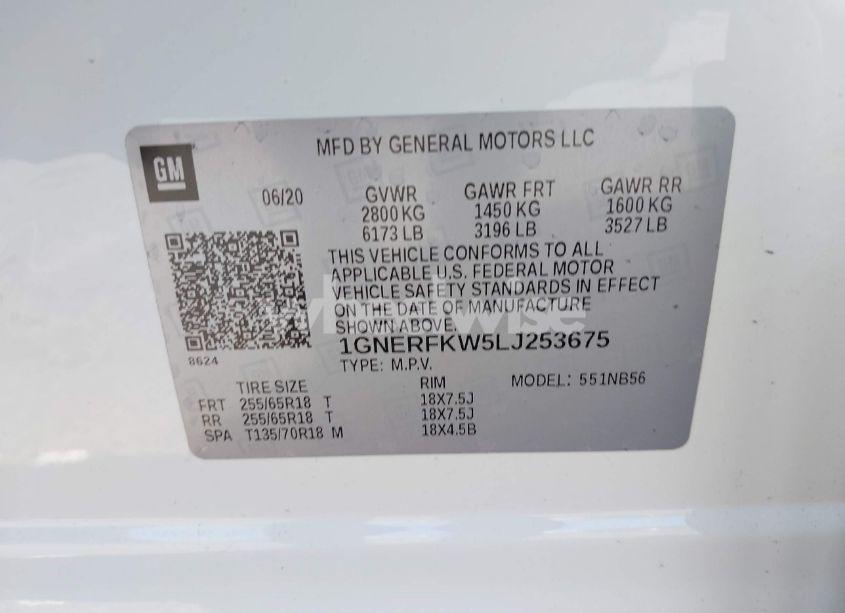 GM
MFD BY GENERAL MOTORS LLC
06/20
GVWR GAWR FRT GAWR RR
2800 KG 1450 KG 1600 KG
6173 LB 3196 LB 3527 LB
THIS VEHICLE CONFORMS TO ALL
APPLICABLE U.S. FEDERAL MOTOR
VEHICLE SAFETY STANDARDS IN EFFECT
ON THE DATE OF MANUFACTURE
SHOWN ABOVE.
8624
1GNERFKW5LJ253675
TYPE: M.P.V. MODEL: 551NB56
TIRE SIZE RIM
FRT 255/65R18 T 18X7.5J
RR 255/65R18 T 18X7.5J
SPA T135/70R18 M 18X4.5B